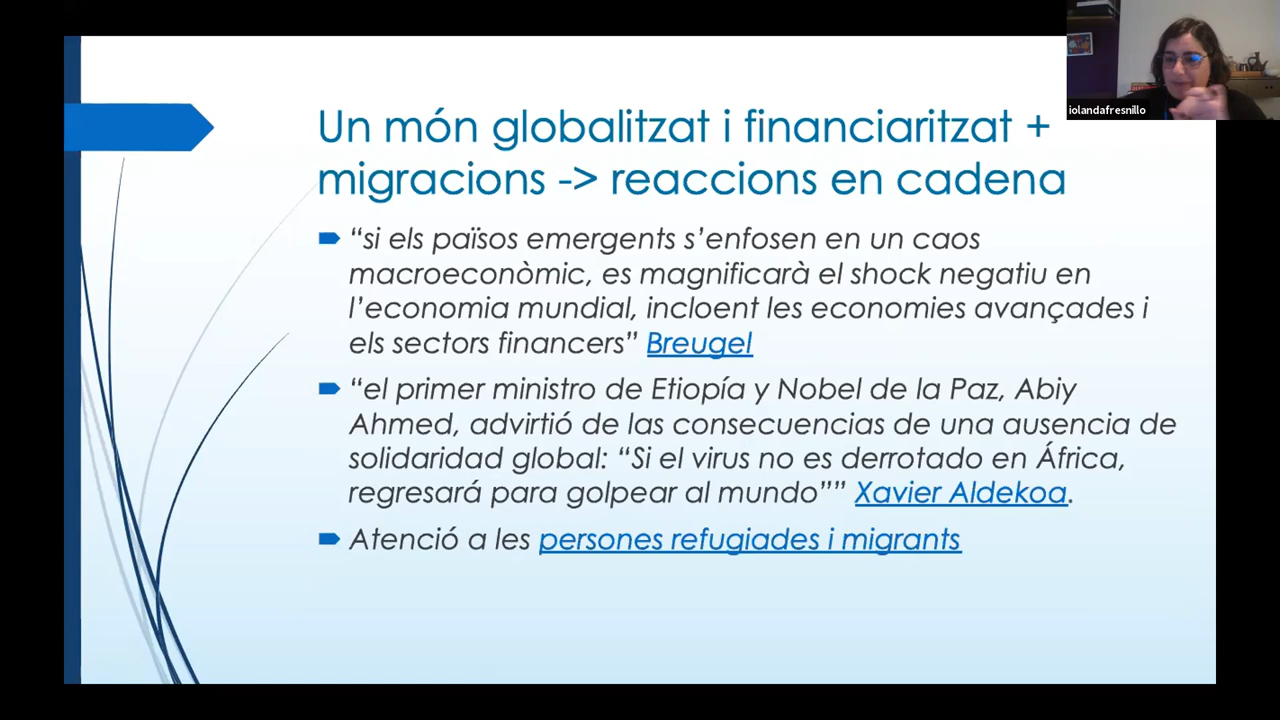 iolandafresnillo
Un món globalitzat i financiaritzat +
migracions -> reaccions en cadena
“si els països emergents s’enfosen en un caos
macroeconòmic, es magnificarà el shock negatiu en
l’economia mundial, incloent les economies avançades i
els sectors financers” Breugel
“el primer ministro de Etiopía y Nobel de la Paz, Abiy
Ahmed, advirtió de las consecuencias de una ausencia de
solidaridad global: “Si el virus no es derrotado en África,
regresará para golpear al mundo”” Xavier Aldekoa.
Atenció a les persones refugiades i migrants